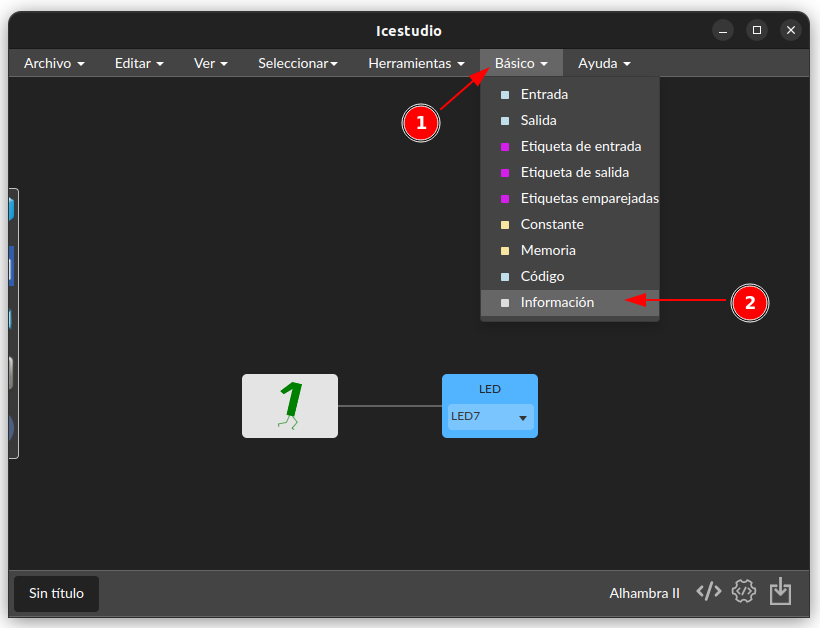 Icestudio
Archivo Editar Ver Seleccionar Herramientas Básico Ayuda
1
Entrada
Salida
Etiqueta de entrada
Etiqueta de salida
Etiquetas emparejadas
Constante
Memoria
Código
Información
2
1
LED
LED7
Sin título
Alhambra II